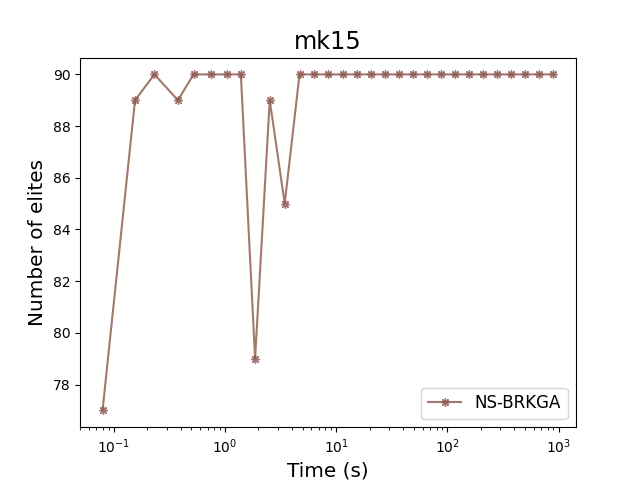 mk15
Number of elites
90
88
86
84
82
80
78
NS-BRKGA
10⁻¹ 10⁰ 10¹ 10² 10³
Time (s)